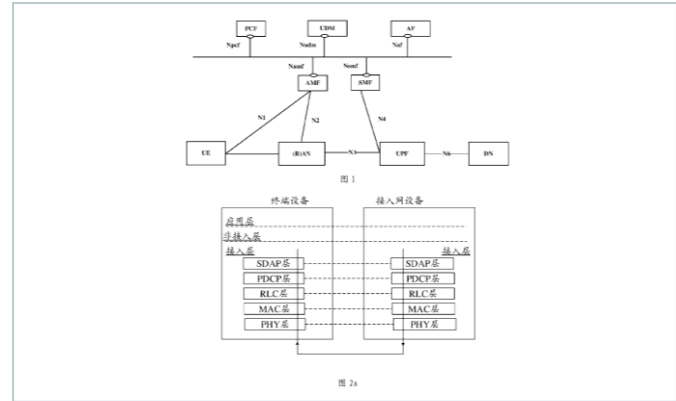 PCF UDM AF
Npcf Nudm Naf
Namf Nsmf
AMF SMF
N1 N2 N4
UE (R)AN N3 UPF N6 DN
图 1
终端设备 接入网设备
应用层
非接入层
接入层 接入层
SDAP层 SDAP层
PDCP层 PDCP层
RLC层 RLC层
MAC层 MAC层
PHY层 PHY层
图 2a